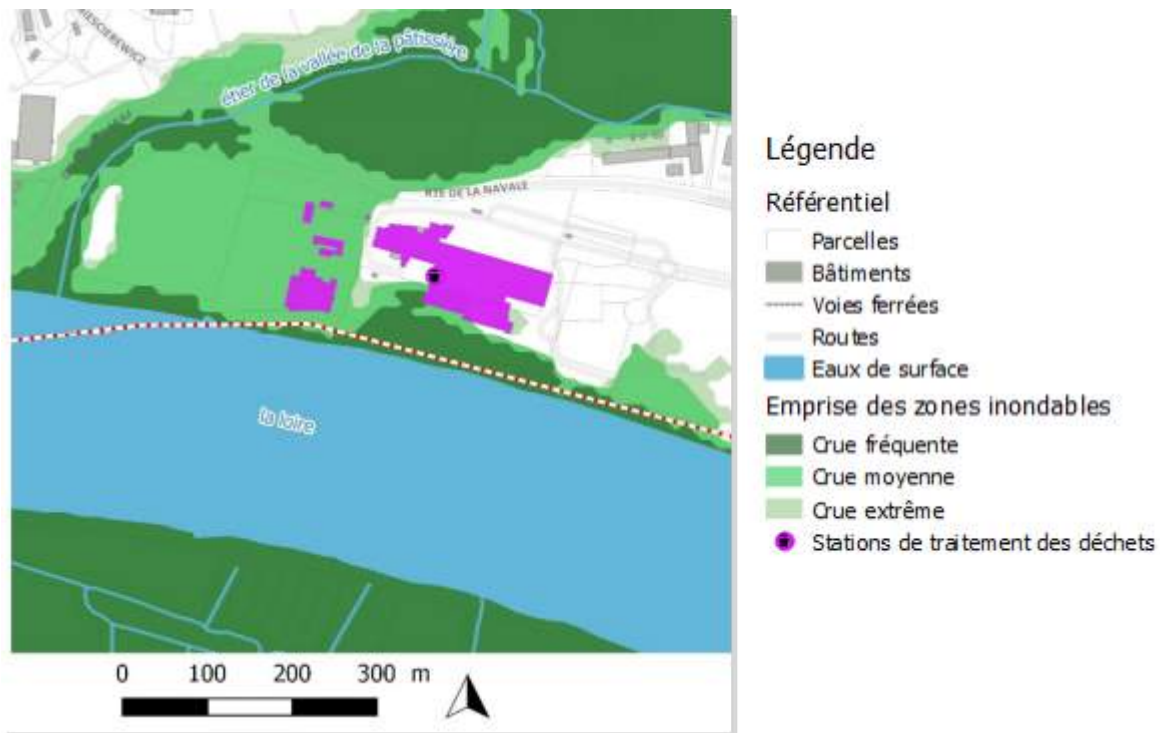 étier de la vallée de la pâtissière
RTE DE LA NAVALE
la loire
0 100 200 300 m
Légende
Référentiel
Parcelles
Bâtiments
Voies ferrées
Routes
Eaux de surface
Emprise des zones inondables
Crue fréquente
Crue moyenne
Crue extrême
Stations de traitement des déchets